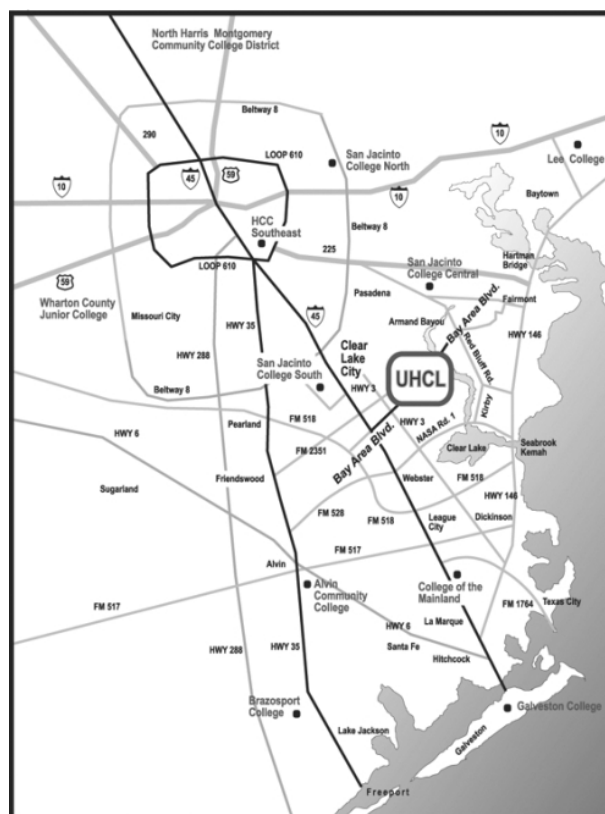 North Harris Montgomery
Community College District
Beltway 8
290
10
LOOP 610
San Jacinto
College North
Lee College
45
59
10
10
Baytown
HCC
Southeast
Beltway 8
225
Hartman
Bridge
LOOP 610
San Jacinto
College Central
59
Wharton County
Junior College
Missouri City
Pasadena
Fairmont
HWY 35
45
Armand Bayou
Bay Area Blvd.
HWY 146
Red Bluff Rd.
HWY 288
Clear
Lake
City
San Jacinto
College South
HWY 3
UHCL
Kirby
Beltway 8
FM 518
HWY 3
NASA Rd. 1
Pearland
HWY 6
FM 2351
Bay Area Blvd.
Clear Lake
Seabrook
Kemah
Sugarland
Friendswood
Webster
FM 518
HWY 146
FM 528
FM 518
League
City
Dickinson
FM 517
Alvin
Alvin
Community
College
College of the
Mainland
FM 517
FM 1764
Texas City
HWY 6
La Marque
HWY 288
HWY 35
Santa Fe
Hitchcock
Brazosport
College
Galveston College
Lake Jackson
Galveston
Freeport